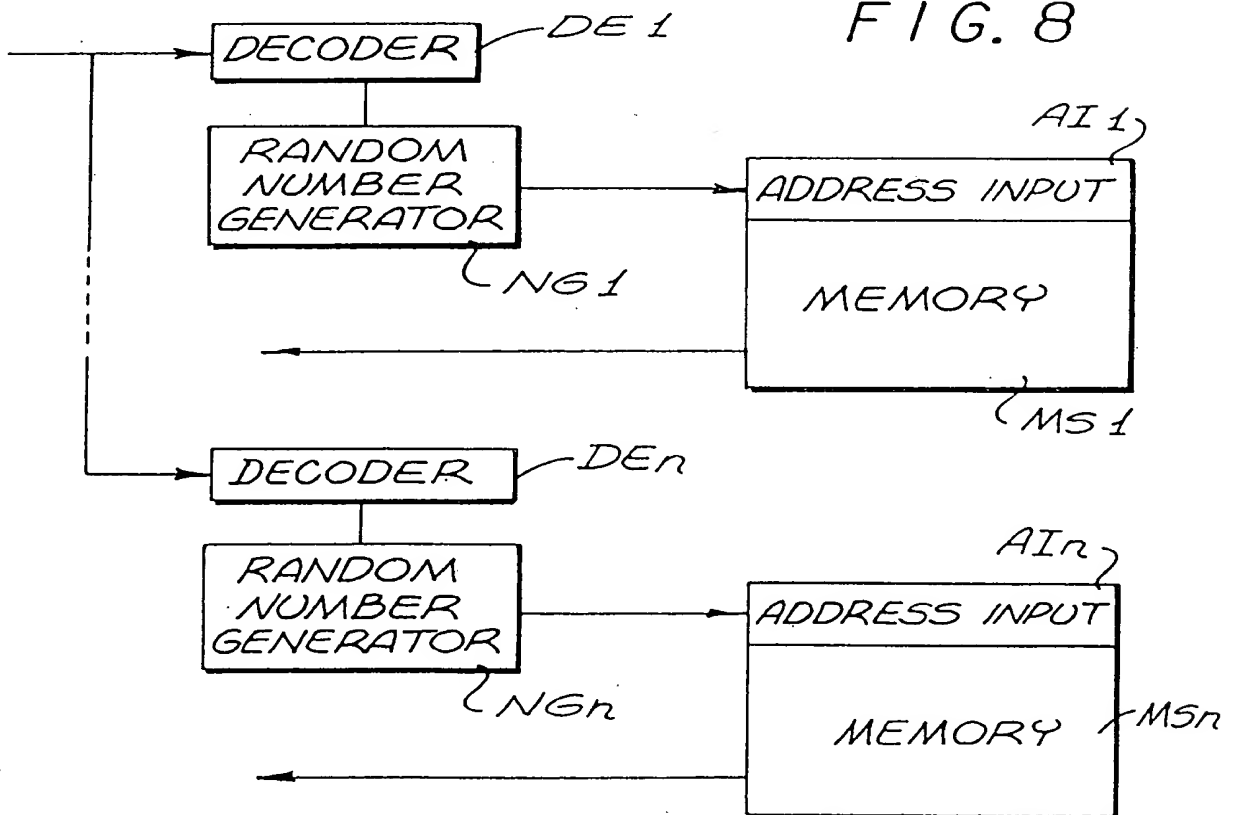 FIG. 8
DECODER
DE1
RANDOM
NUMBER
GENERATOR
NG1
AI1
ADDRESS INPUT
MEMORY
MS1
DECODER
DEn
RANDOM
NUMBER
GENERATOR
NGn
AIn
ADDRESS INPUT
MEMORY
MSn